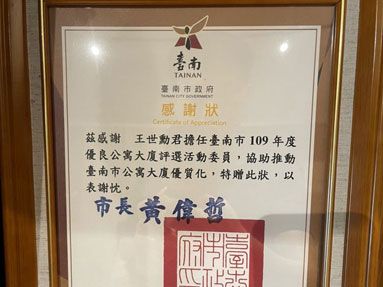 臺南
TAINAN
臺南市政府
TAINAN CITY GOVERNMENT
感謝狀
Certificate of Appreciation
茲感謝 王世勳君擔任臺南市109年度
優良公寓大廈評選活動委員，協助推動
臺南市公寓大廈優質化，特贈此狀，以
表謝忱。
市長 黃偉哲